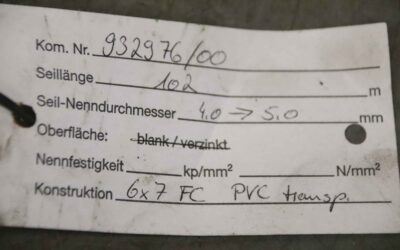 Kom. Nr. 932976/00
Seillänge 102 m
Seil-Nenndurchmesser 4.0 → 5.0 mm
Oberfläche: blank / verzinkt
Nennfestigkeit kp/mm² N/mm²
Konstruktion 6x7 FC PVC transp.